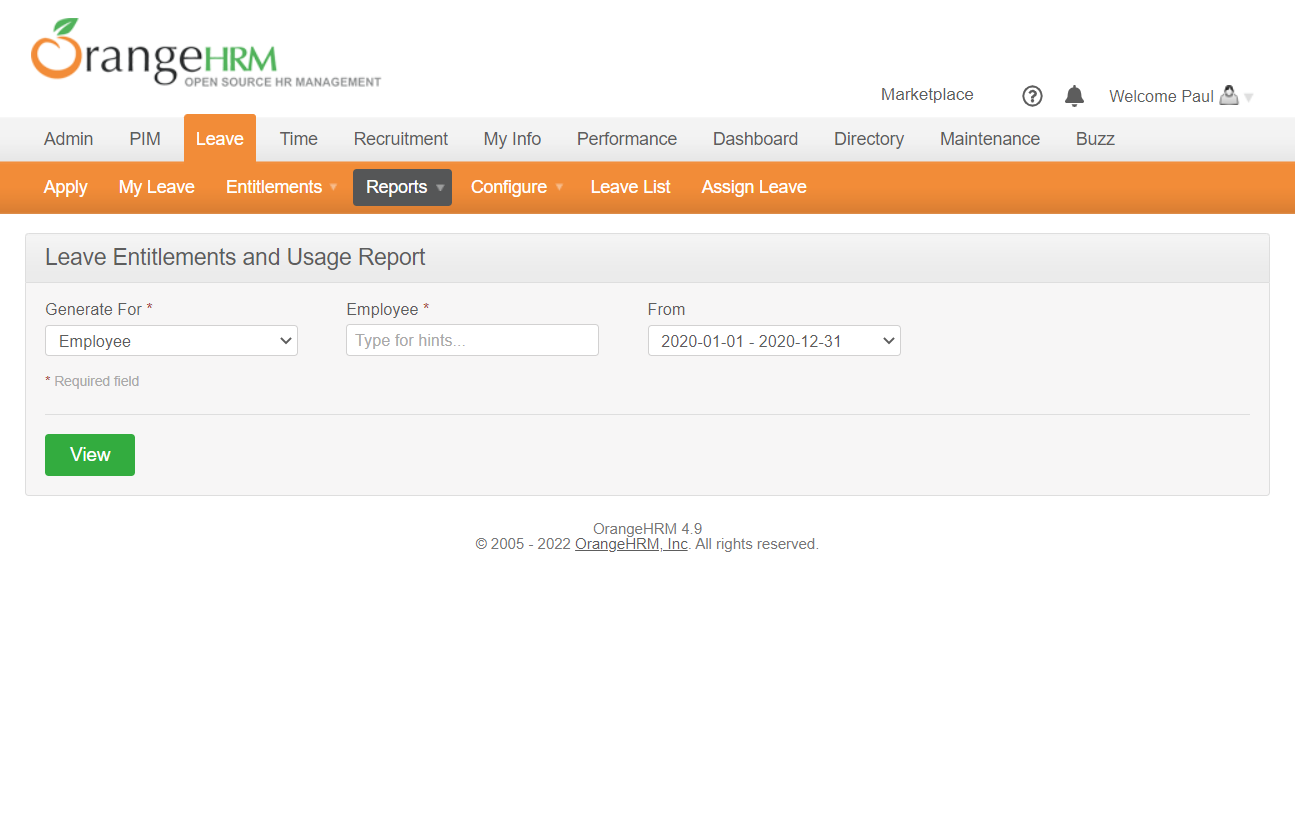 OrangeHRM
OPEN SOURCE HR MANAGEMENT
Marketplace
Welcome Paul
Admin PIM Leave Time Recruitment My Info Performance Dashboard Directory Maintenance Buzz
Apply My Leave Entitlements Reports Configure Leave List Assign Leave
Leave Entitlements and Usage Report
Generate For * Employee * From
Employee Type for hints... 2020-01-01 - 2020-12-31
* Required field
View
OrangeHRM 4.9
© 2005 - 2022 OrangeHRM, Inc. All rights reserved.